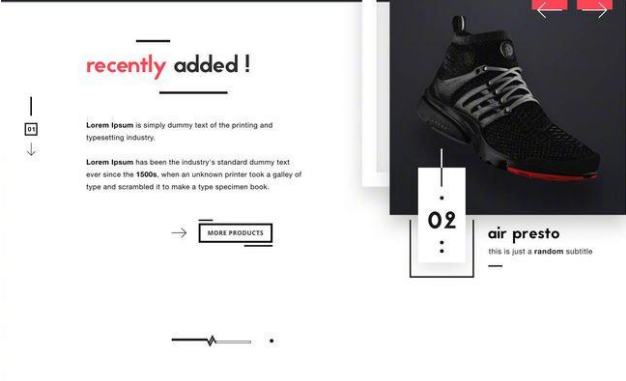 recently added !
01
Lorem Ipsum is simply dummy text of the printing and
typesetting industry.
Lorem Ipsum has been the industry's standard dummy text
ever since the 1500s, when an unknown printer took a galley of
type and scrambled it to make a type specimen book.
MORE PRODUCTS
02
air presto
this is just a random subtitle